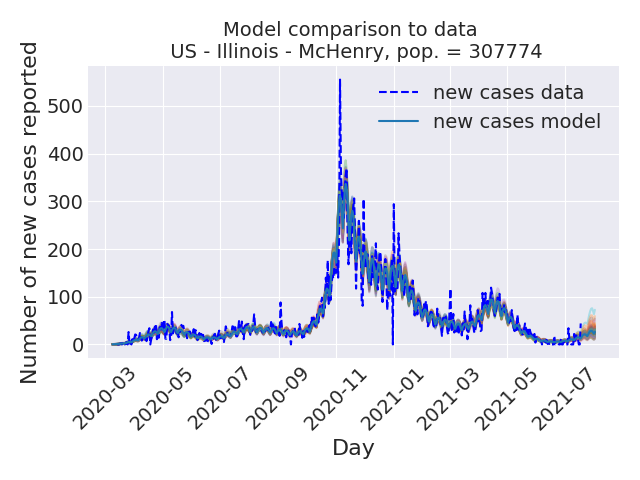 Model comparison to data
US - Illinois - McHenry, pop. = 307774
new cases data
new cases model
Number of new cases reported
500
400
300
200
100
0
2020-03
2020-05
2020-07
2020-09
2020-11
2021-01
2021-03
2021-05
2021-07
Day